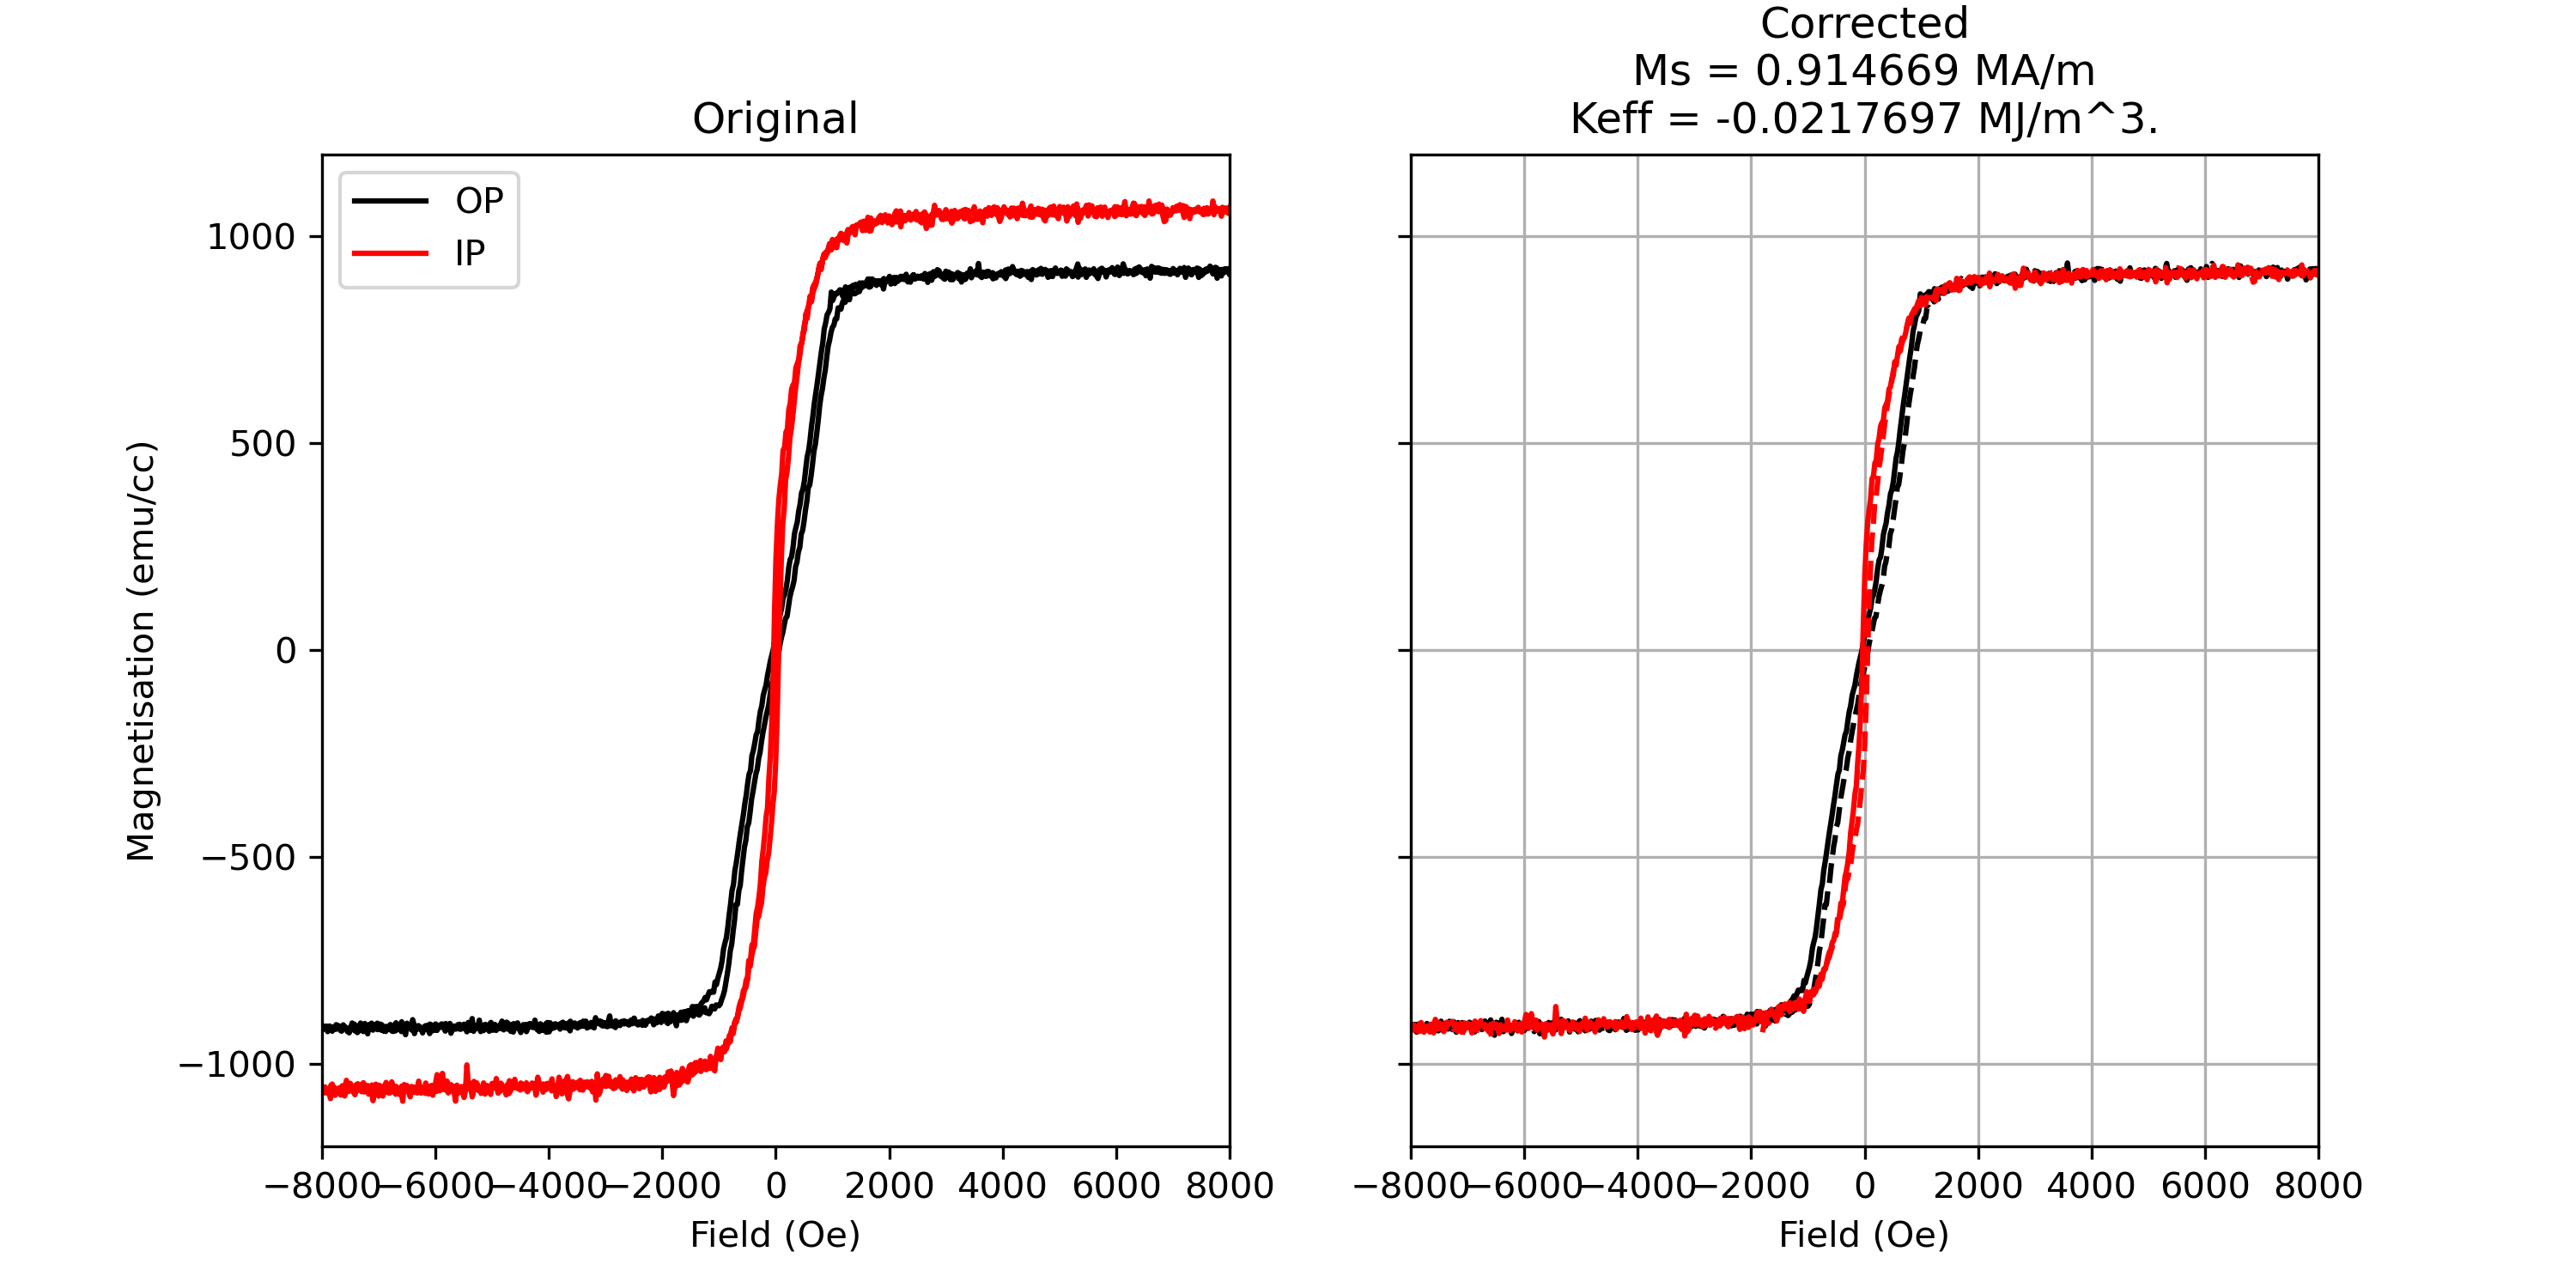 Original
OP
IP
1000
500
0
−500
−1000
Magnetisation (emu/cc)
−8000 −6000 −4000 −2000 0 2000 4000 6000 8000
Field (Oe)
Corrected
Ms = 0.914669 MA/m
Keff = -0.0217697 MJ/m^3.
−8000 −6000 −4000 −2000 0 2000 4000 6000 8000
Field (Oe)